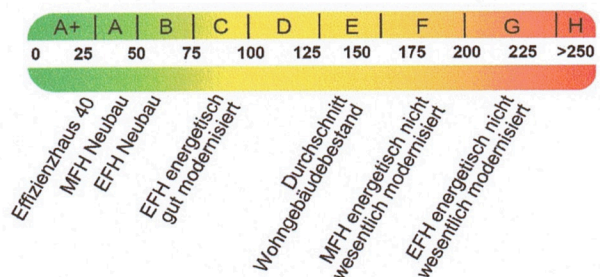 A+ A B C D E F G H
0 25 50 75 100 125 150 175 200 225 >250
Effizienzhaus 40
MFH Neubau
EFH Neubau
EFH energetisch
gut modernisiert
Durchschnitt
Wohngebäudebestand
MFH energetisch nicht
wesentlich modernisiert
EFH energetisch nicht
wesentlich modernisiert